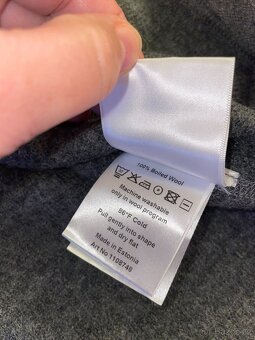 100% Boiled Wool
Machine washable
only in wool program
86°F Cold
Pull gently into shape
and dry flat
Made in Estonia
Art No 1108749